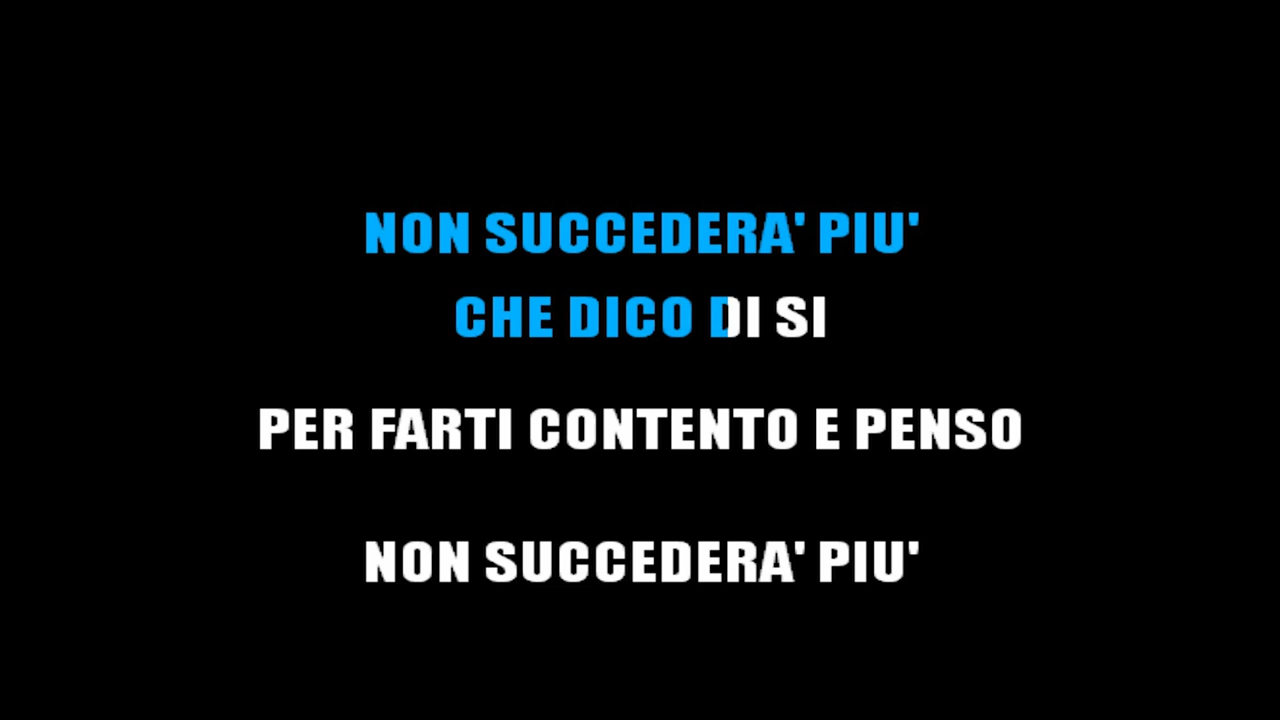 NON SUCCEDERA' PIU'
CHE DICO DI SI
PER FARTI CONTENTO E PENSO
NON SUCCEDERA' PIU'